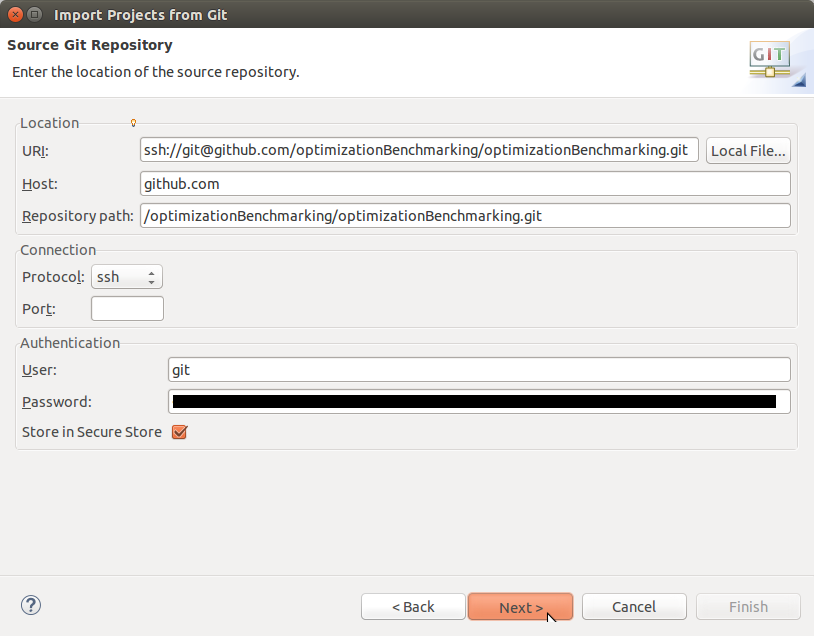 Import Projects from Git
Source Git Repository
Enter the location of the source repository.
GIT
Location
URI: ssh://git@github.com/optimizationBenchmarking/optimizationBenchmarking.git Local File...
Host: github.com
Repository path: /optimizationBenchmarking/optimizationBenchmarking.git
Connection
Protocol: ssh
Port:
Authentication
User: git
Password:
Store in Secure Store
? < Back Next > Cancel Finish